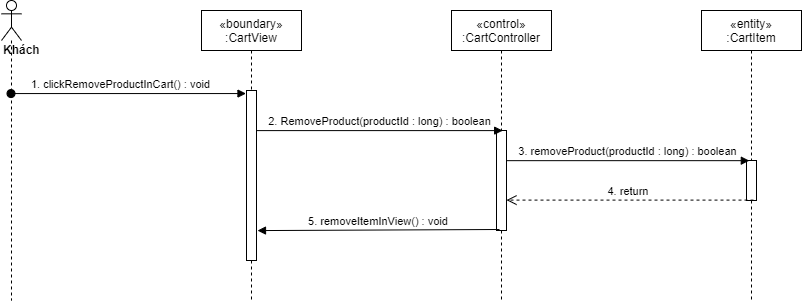 Khách
«boundary»
:CartView
«control»
:CartController
«entity»
:CartItem
1. clickRemoveProductInCart() : void
2. RemoveProduct(productId : long) : boolean
3. removeProduct(productId : long) : boolean
4. return
5. removeItemInView() : void